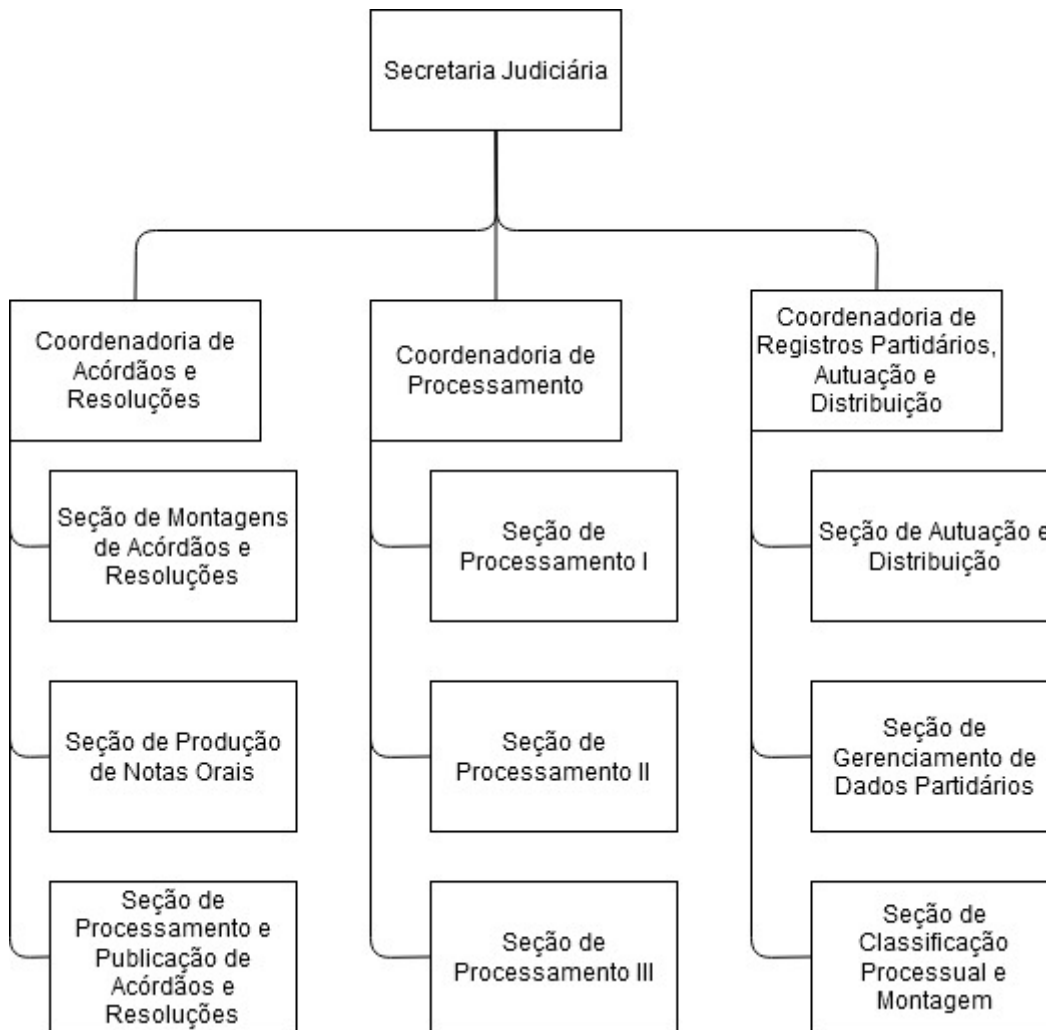 Secretaria Judiciária
Coordenadoria de
Acórdãos e
Resoluções
Coordenadoria de
Processamento
Coordenadoria de
Registros Partidários,
Autuação e
Distribuição
Seção de Montagens
de Acórdãos e
Resoluções
Seção de
Processamento I
Seção de Autuação e
Distribuição
Seção de Produção
de Notas Orais
Seção de
Processamento II
Seção de
Gerenciamento de
Dados Partidários
Seção de
Processamento e
Publicação de
Acórdãos e
Resoluções
Seção de
Processamento III
Seção de
Classificação
Processual e
Montagem